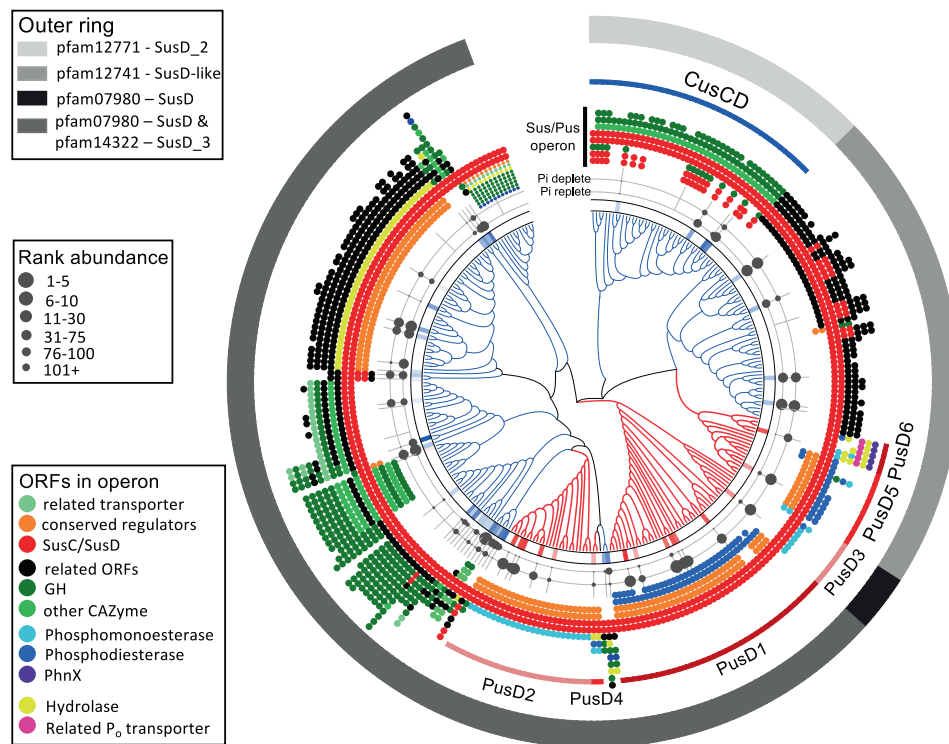 Outer ring
pfam12771 - SusD_2
pfam12741 - SusD-like
pfam07980 – SusD
pfam07980 – SusD &
pfam14322 – SusD_3
Rank abundance
1-5
6-10
11-30
31-75
76-100
101+
ORFs in operon
related transporter
conserved regulators
SusC/SusD
related ORFs
GH
other CAZyme
Phosphomonoesterase
Phosphodiesterase
PhnX
Hydrolase
Related Po transporter
CusCD
Sus/Pus
operon
Pi deplete
Pi replete
PusD6
PusD5
PusD3
PusD1
PusD4
PusD2